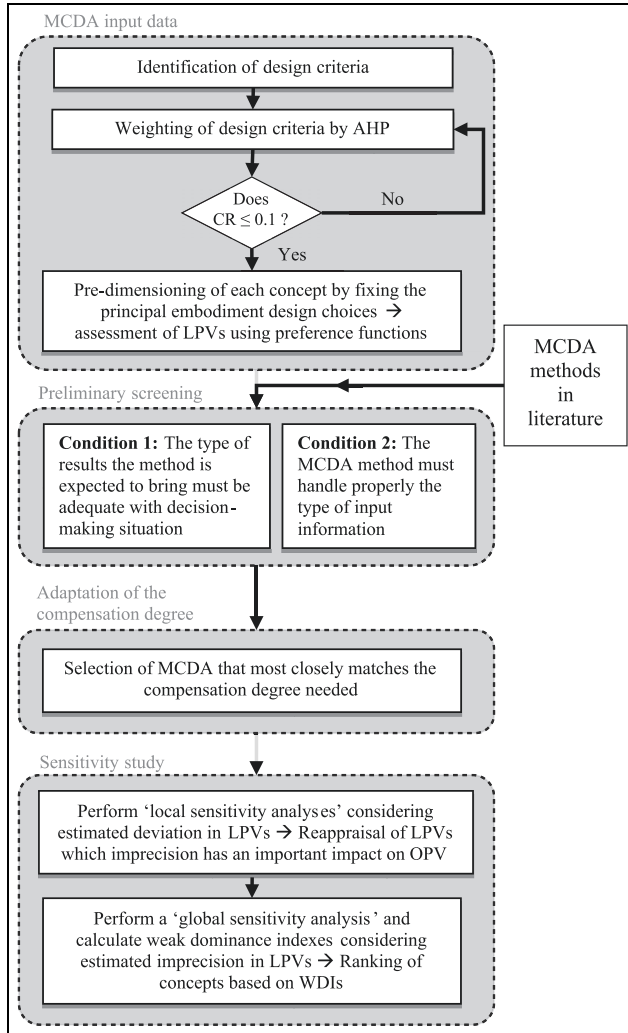 MCDA input data
Identification of design criteria
Weighting of design criteria by AHP
Does
CR ≤ 0.1 ?
No
Yes
Pre-dimensioning of each concept by fixing the
principal embodiment design choices →
assessment of LPVs using preference functions
MCDA
methods
in
literature
Preliminary screening
Condition 1: The type of
results the method is
expected to bring must be
adequate with decision-
making situation
Condition 2: The
MCDA method must
handle properly the
type of input
information
Adaptation of the
compensation degree
Selection of MCDA that most closely matches the
compensation degree needed
Sensitivity study
Perform ‘local sensitivity analyses’ considering
estimated deviation in LPVs → Reappraisal of LPVs
which imprecision has an important impact on OPV
Perform a ‘global sensitivity analysis’ and
calculate weak dominance indexes considering
estimated imprecision in LPVs → Ranking of
concepts based on WDIs